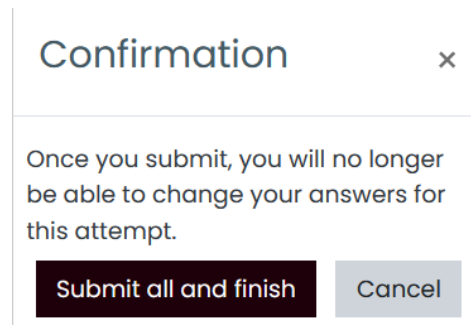 Confirmation ×
Once you submit, you will no longer
be able to change your answers for
this attempt.
Submit all and finish Cancel